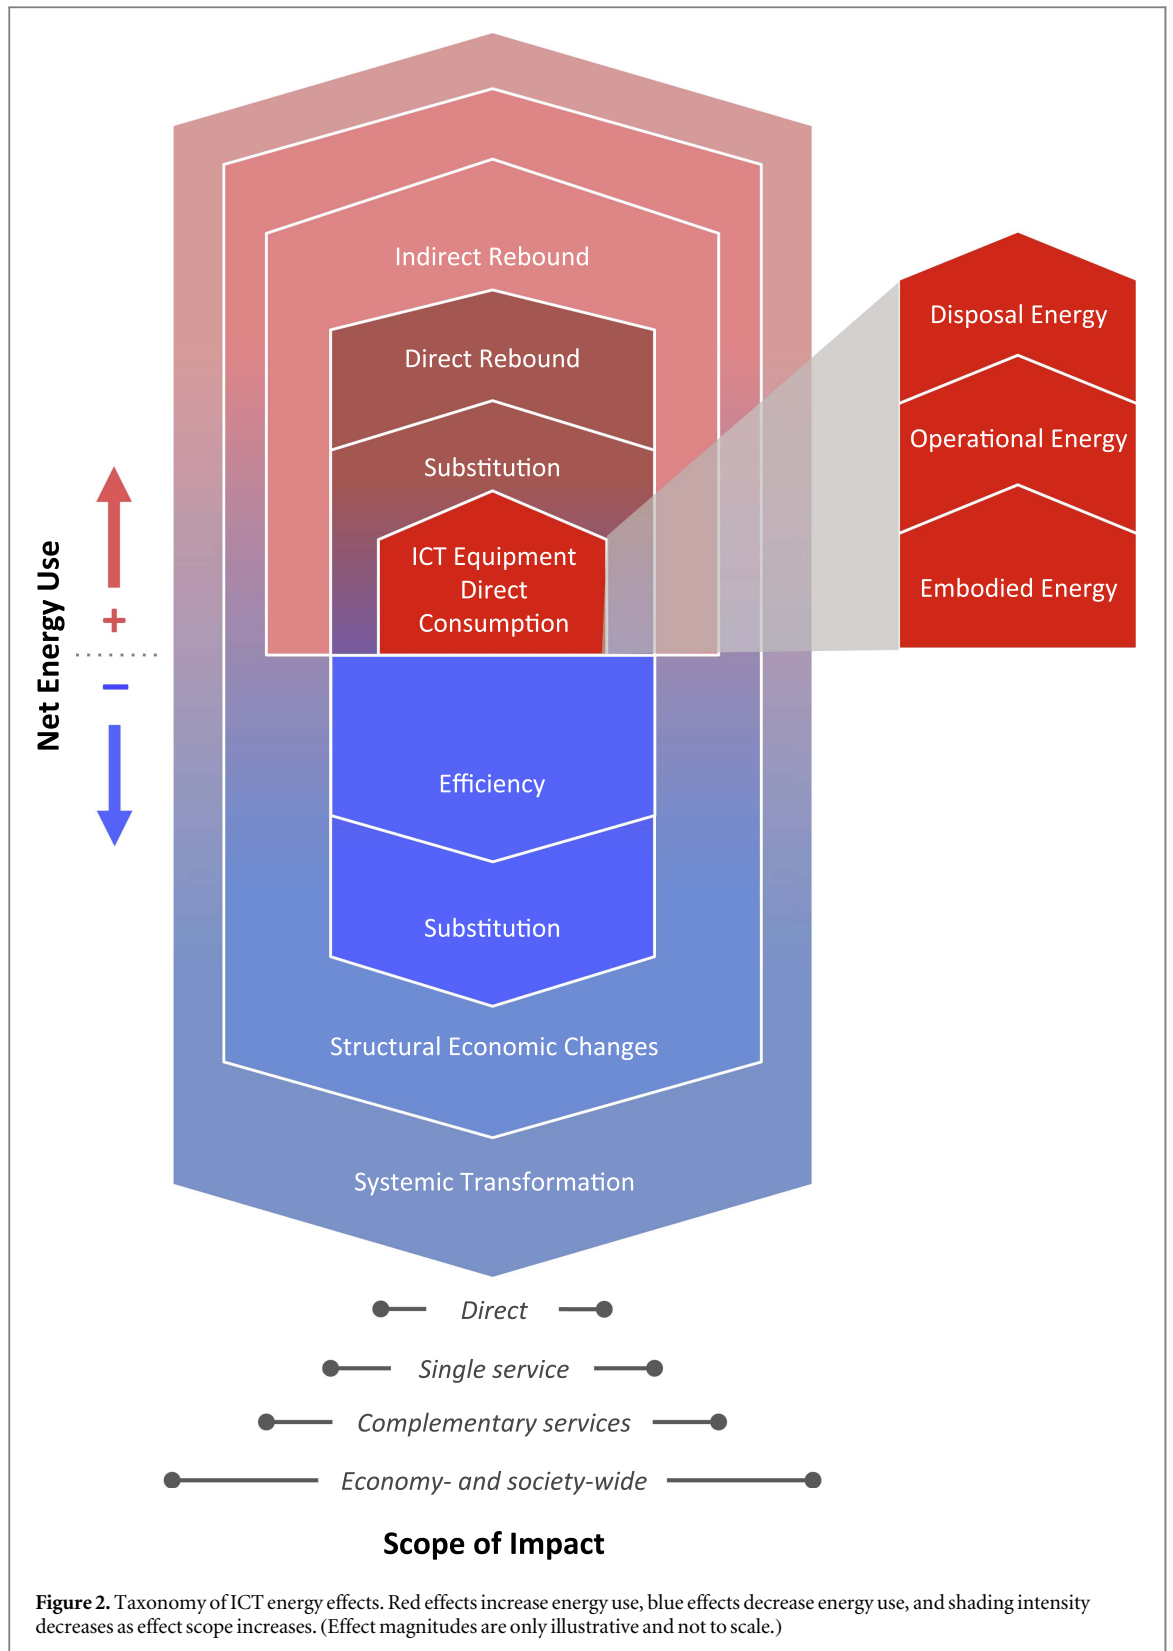 Indirect Rebound
Direct Rebound
Substitution
ICT Equipment
Direct
Consumption
Disposal Energy
Operational Energy
Embodied Energy
Net Energy Use
+
–
Efficiency
Substitution
Structural Economic Changes
Systemic Transformation
Direct
Single service
Complementary services
Economy- and society-wide
Scope of Impact
Figure 2. Taxonomy of ICT energy effects. Red effects increase energy use, blue effects decrease energy use, and shading intensity
decreases as effect scope increases. (Effect magnitudes are only illustrative and not to scale.)